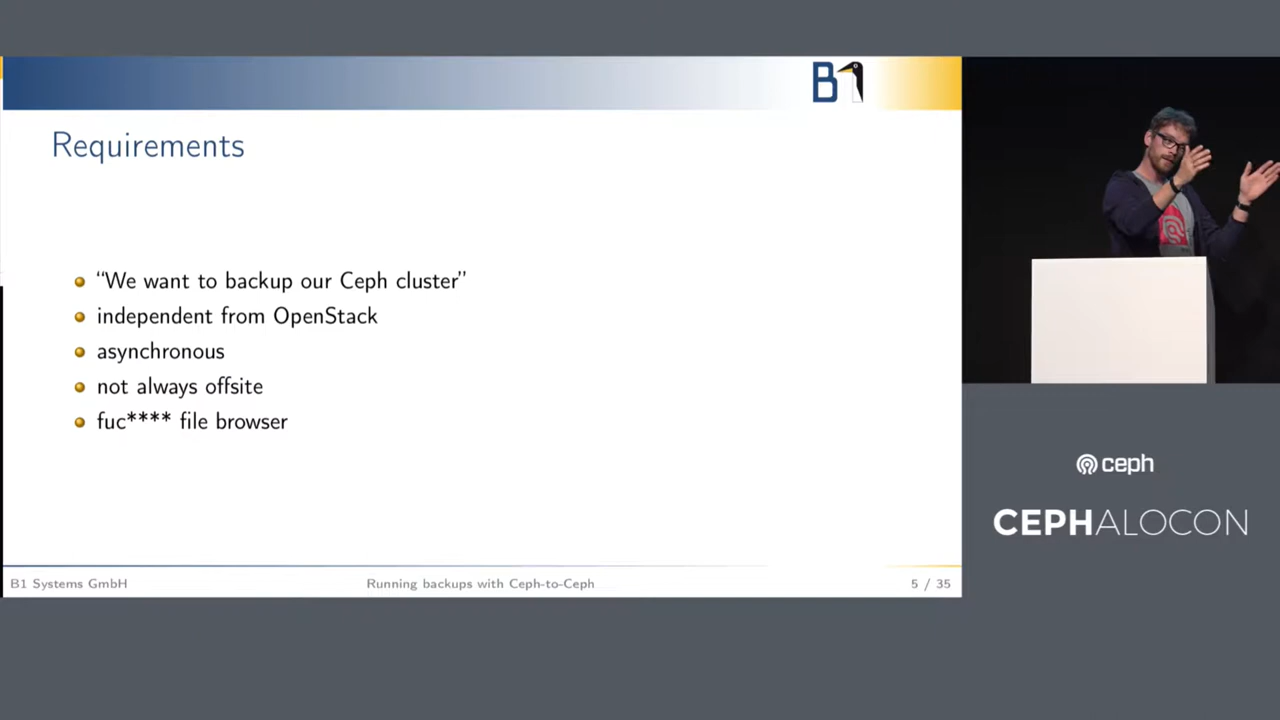 B1
Requirements
“We want to backup our Ceph cluster”
independent from OpenStack
asynchronous
not always offsite
fuc**** file browser
B1 Systems GmbH
Running backups with Ceph-to-Ceph
5 / 35
ceph
CEPHALOCON